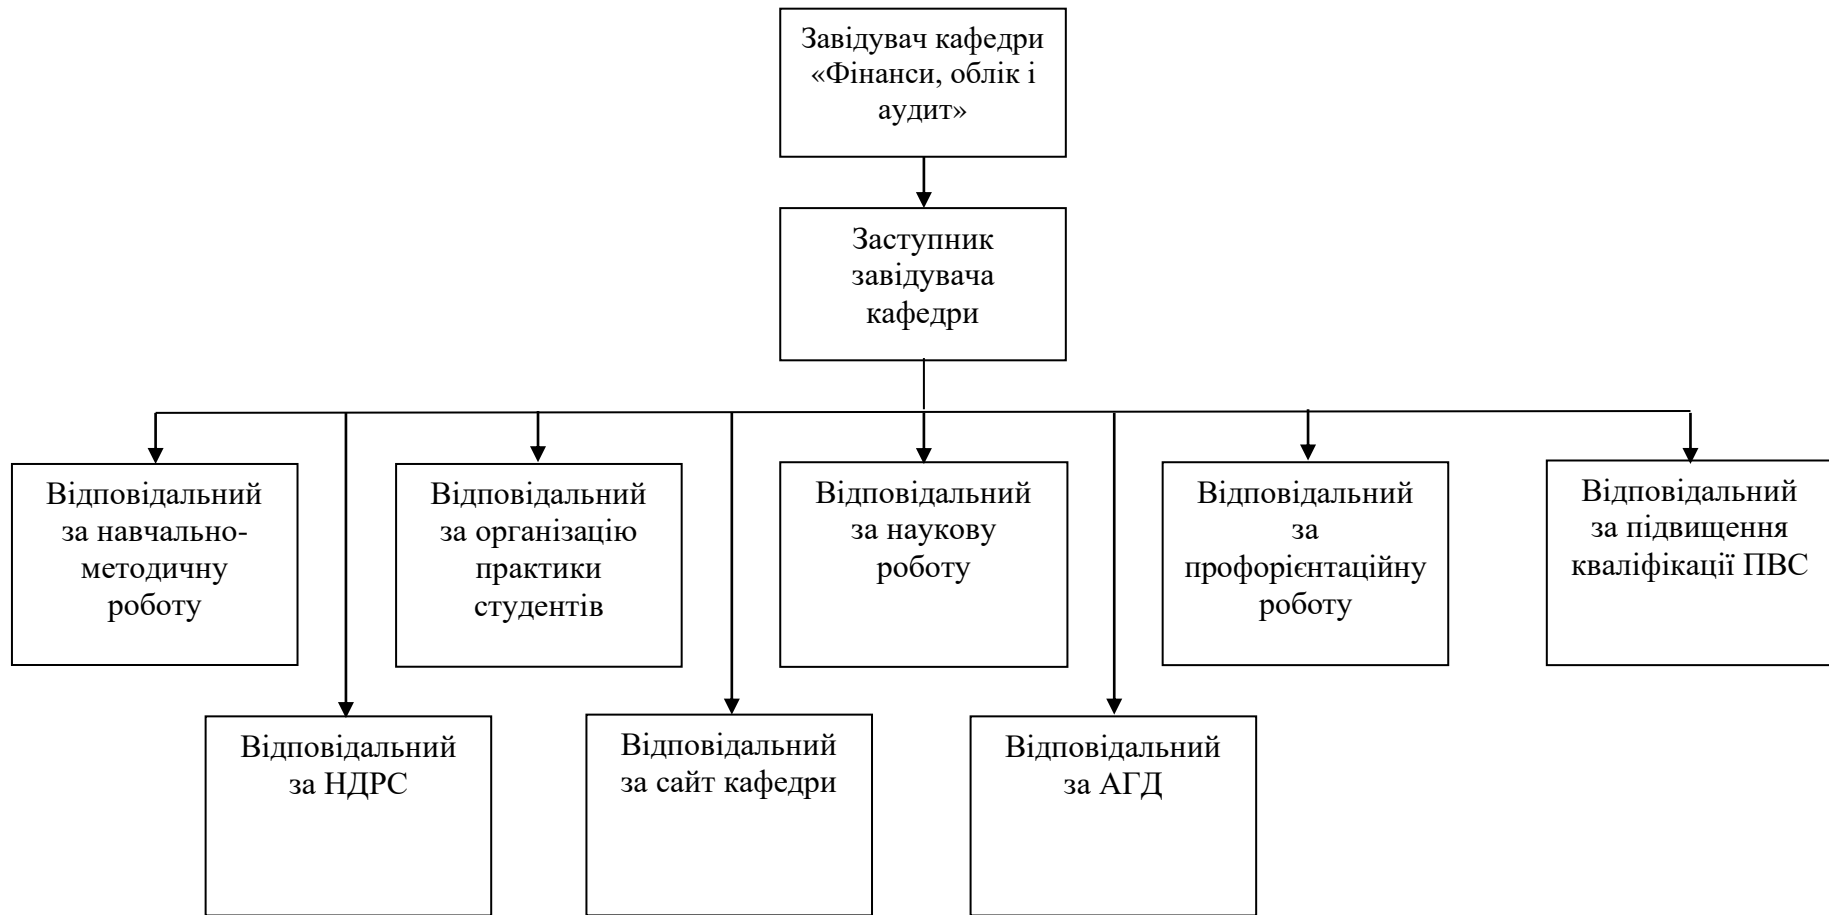 Завідувач кафедри
«Фінанси, облік і
аудит»
Заступник
завідувача
кафедри
Відповідальний
за навчально-
методичну
роботу
Відповідальний
за організацію
практики
студентів
Відповідальний
за наукову
роботу
Відповідальний
за
профорієнтаційну
роботу
Відповідальний
за підвищення
кваліфікації ПВС
Відповідальний
за НДРС
Відповідальний
за сайт кафедри
Відповідальний
за АГД